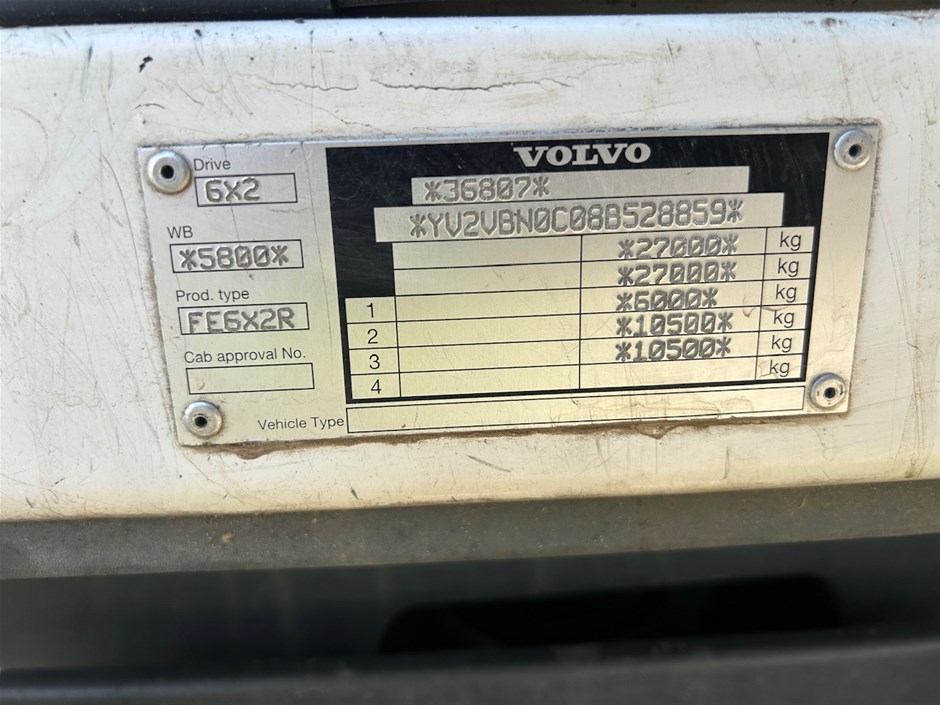 VOLVO
Drive
6X2
*36807*
*YV2VBN0C08B528859*
WB
*5800*
*27000* kg
*27000* kg
Prod. type
FE6X2R
1 *6000* kg
2 *10500* kg
3 *10500* kg
Cab approval No.
4 kg
Vehicle Type